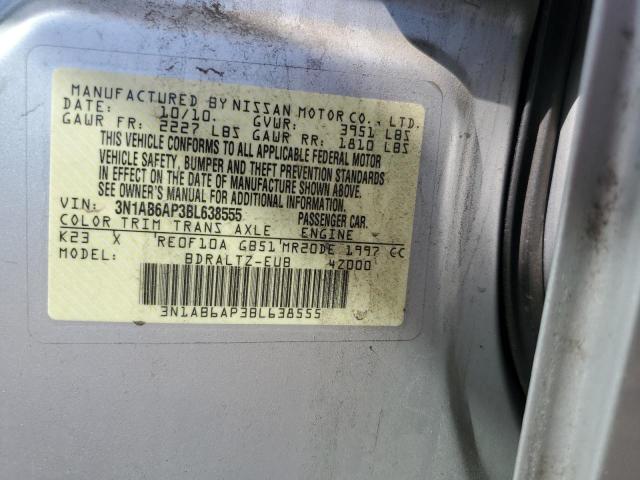 MANUFACTURED BY NISSAN MOTOR CO., LTD.
DATE: 10/10. GVWR: 3951 LBS
GAWR FR: 2227 LBS GAWR RR: 1810 LBS
THIS VEHICLE CONFORMS TO ALL APPLICABLE FEDERAL MOTOR
VEHICLE SAFETY, BUMPER AND THEFT PREVENTION STANDARDS
IN EFFECT ON THE DATE OF MANUFACTURE SHOWN ABOVE.
SEE OWNER'S MANUAL FOR ADDITIONAL INFORMATION.
VIN: 3N1AB6AP3BL638555 PASSENGER CAR.
COLOR TRIM TRANS AXLE ENGINE
K23 X RE0F10A GB51 MR20DE 1997 CC
MODEL: BDRALTZ-EUB 42000
3N1AB6AP3BL638555